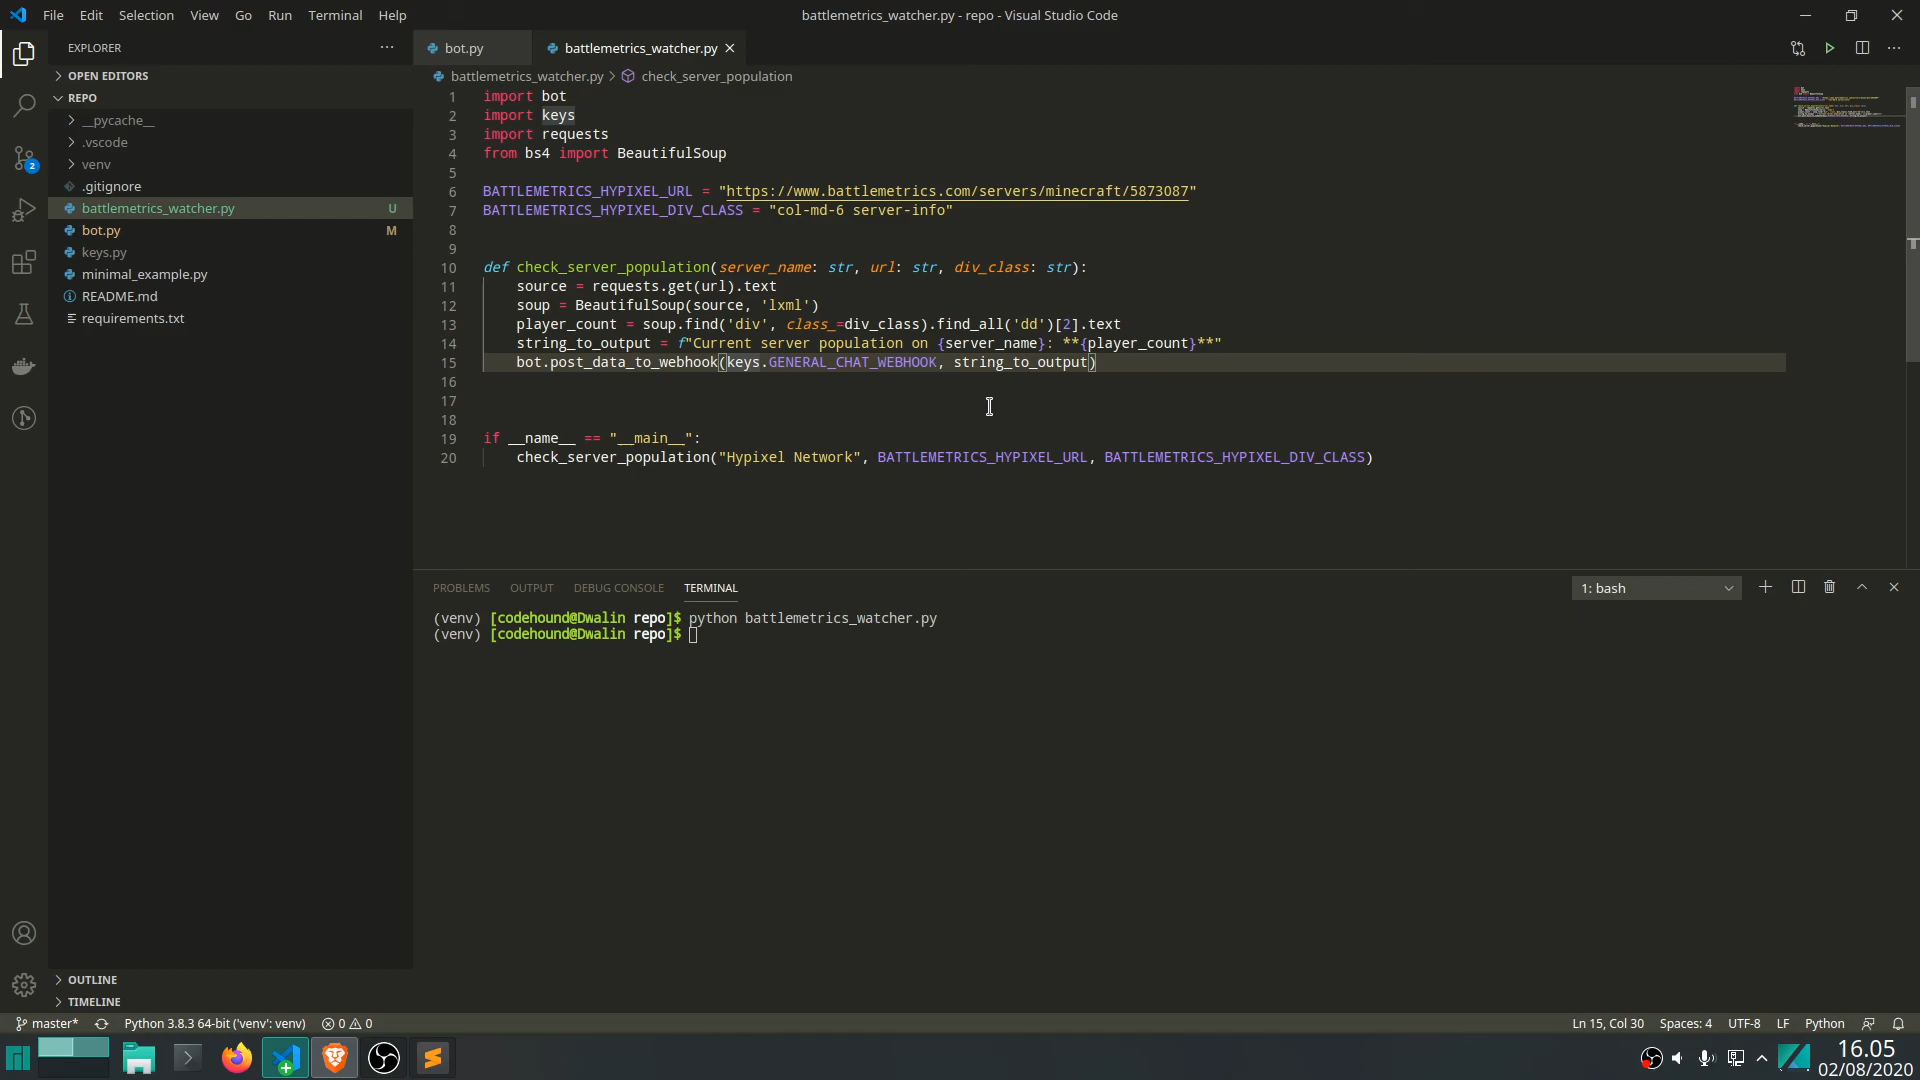 File Edit Selection View Go Run Terminal Help
battlemetrics_watcher.py - repo - Visual Studio Code
EXPLORER
OPEN EDITORS
REPO
__pycache__
.vscode
venv
.gitignore
battlemetrics_watcher.py U
bot.py M
keys.py
minimal_example.py
README.md
requirements.txt
OUTLINE
TIMELINE
2
bot.py battlemetrics_watcher.py
battlemetrics_watcher.py > check_server_population
1 import bot
2 import keys
3 import requests
4 from bs4 import BeautifulSoup
5
6 BATTLEMETRICS_HYPIXEL_URL = "https://www.battlemetrics.com/servers/minecraft/5873087"
7 BATTLEMETRICS_HYPIXEL_DIV_CLASS = "col-md-6 server-info"
8
9
10 def check_server_population(server_name: str, url: str, div_class: str):
11 source = requests.get(url).text
12 soup = BeautifulSoup(source, 'lxml')
13 player_count = soup.find('div', class_=div_class).find_all('dd')[2].text
14 string_to_output = f"Current server population on {server_name}: **{player_count}**"
15 bot.post_data_to_webhook(keys.GENERAL_CHAT_WEBHOOK, string_to_output)
16
17
18
19 if __name__ == "__main__":
20 check_server_population("Hypixel Network", BATTLEMETRICS_HYPIXEL_URL, BATTLEMETRICS_HYPIXEL_DIV_CLASS)
PROBLEMS OUTPUT DEBUG CONSOLE TERMINAL
1: bash
(venv) [codehound@Dwalin repo]$ python battlemetrics_watcher.py
(venv) [codehound@Dwalin repo]$
master* Python 3.8.3 64-bit ('venv': venv) 0 0
Ln 15, Col 30 Spaces: 4 UTF-8 LF Python
16.05
02/08/2020